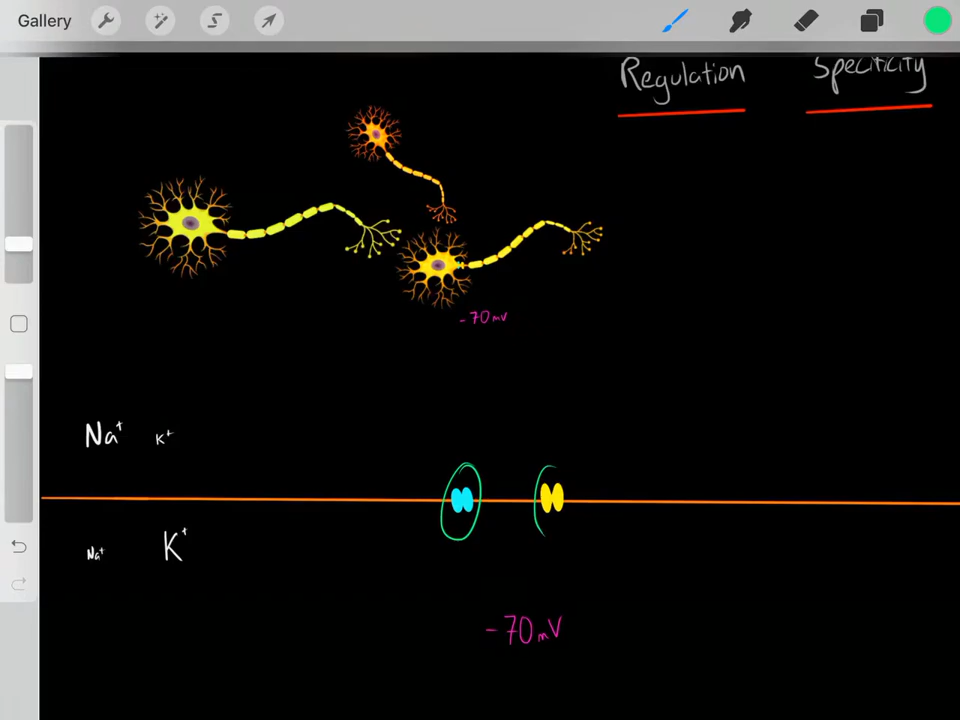 Gallery
Regulation Specificity
-70mV
Na+ K+
Na+ K+
-70mV